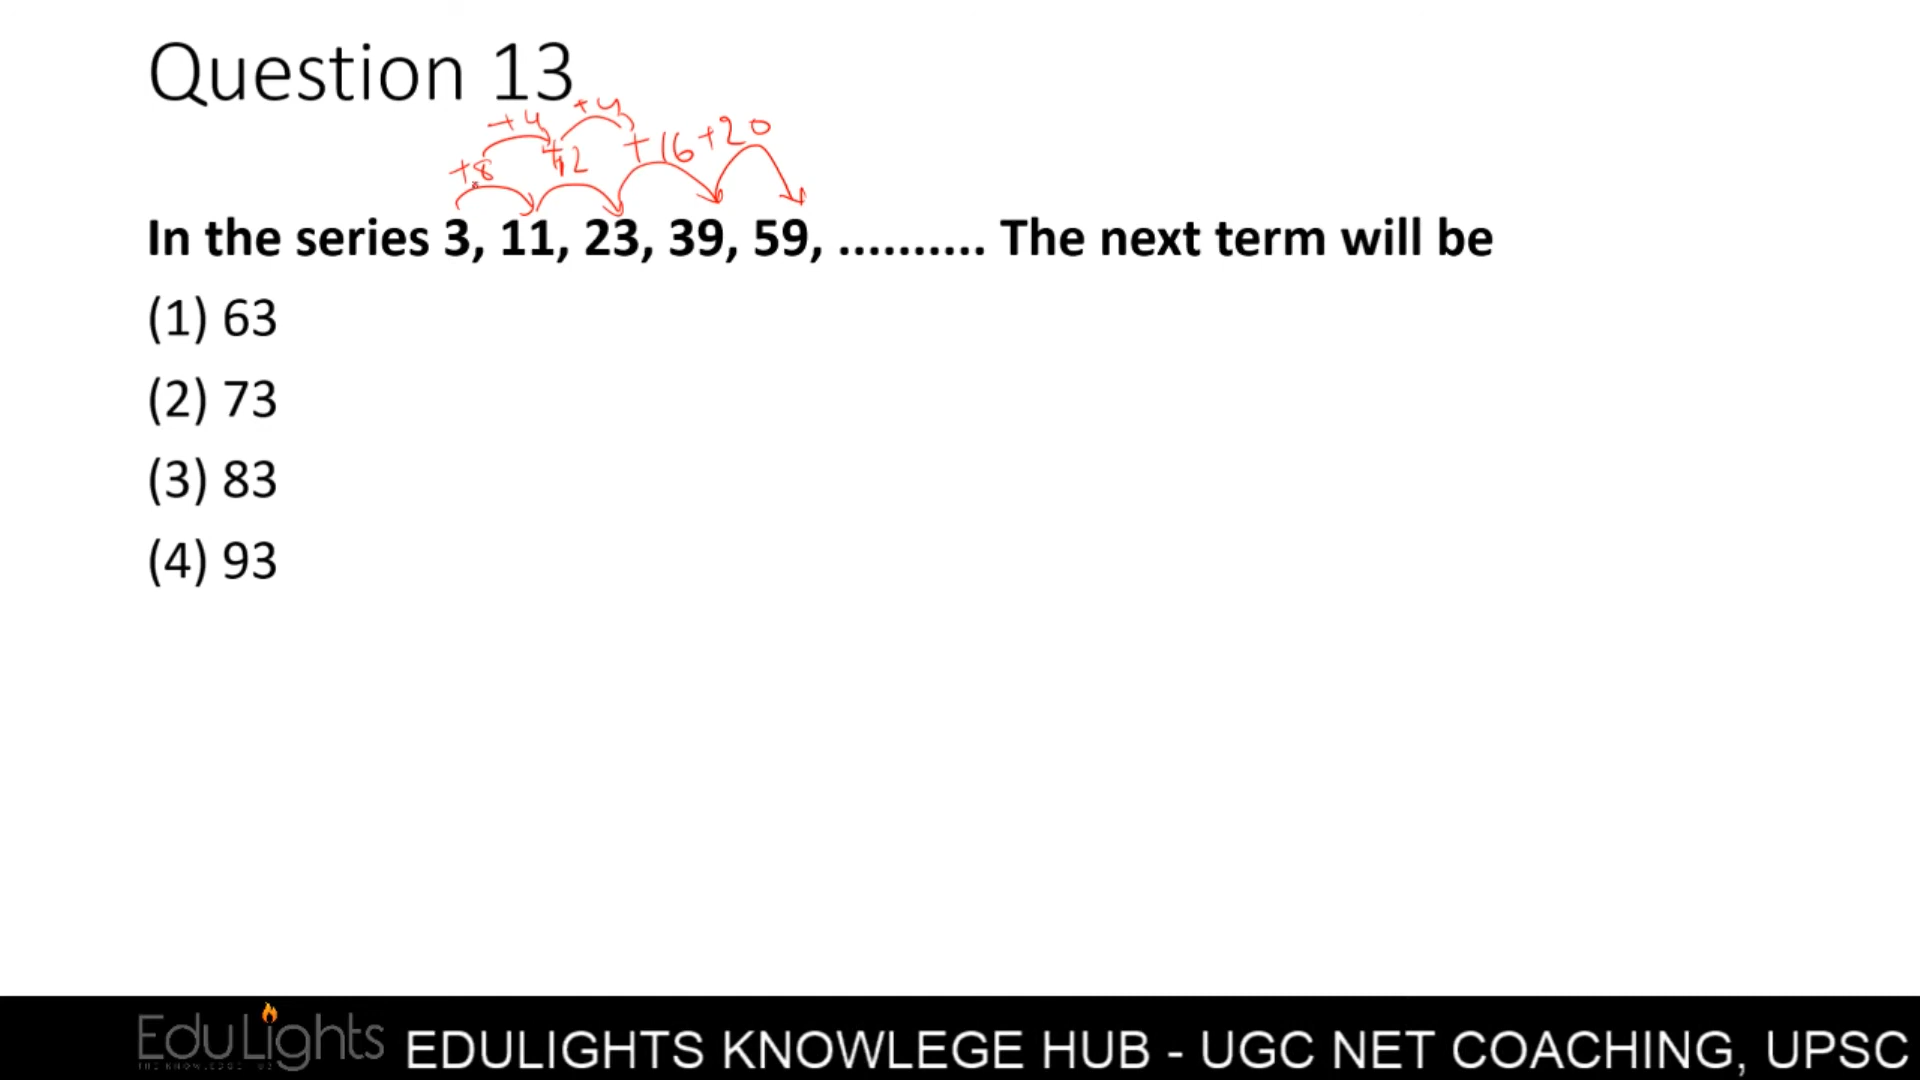 Question 13
+4 +4
+8 +12 +16 +20
In the series 3, 11, 23, 39, 59, .......... The next term will be
(1) 63
(2) 73
(3) 83
(4) 93
EduLights EDULIGHTS KNOWLEGE HUB - UGC NET COACHING, UPSC